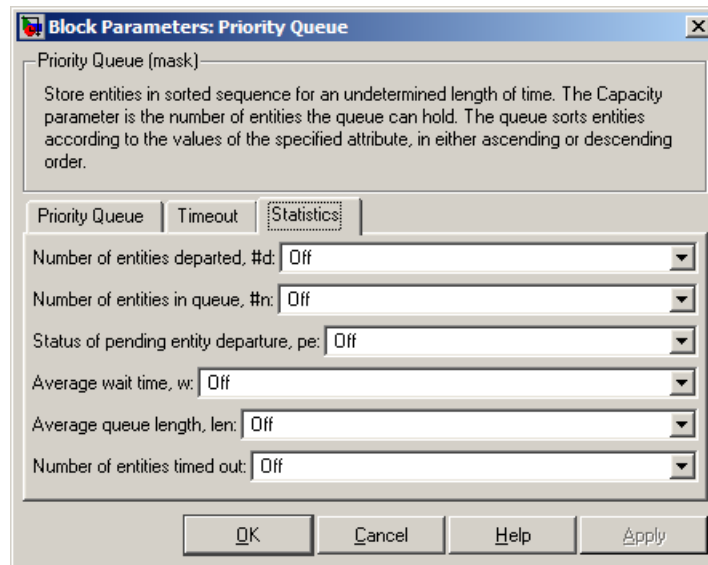 Block Parameters: Priority Queue
Priority Queue (mask)
Store entities in sorted sequence for an undetermined length of time. The Capacity
parameter is the number of entities the queue can hold. The queue sorts entities
according to the values of the specified attribute, in either ascending or descending
order.
Priority Queue Timeout Statistics
Number of entities departed, #d: Off
Number of entities in queue, #n: Off
Status of pending entity departure, pe: Off
Average wait time, w: Off
Average queue length, len: Off
Number of entities timed out: Off
OK Cancel Help Apply